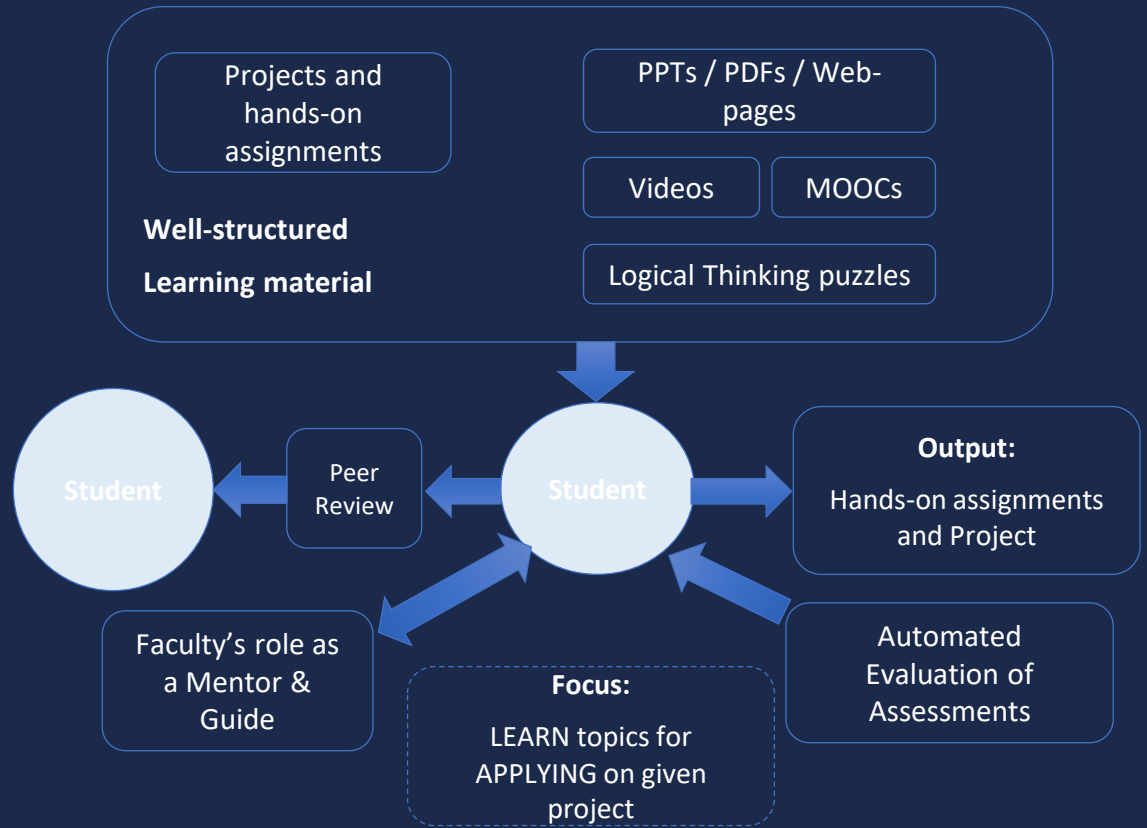 Projects and
hands-on
assignments
PPTs / PDFs / Web-
pages
Videos
MOOCs
Well-structured
Learning material
Logical Thinking puzzles
Student
Peer
Review
Student
Output:
Hands-on assignments
and Project
Faculty’s role as
a Mentor &
Guide
Focus:
LEARN topics for
APPLYING on given
project
Automated
Evaluation of
Assessments